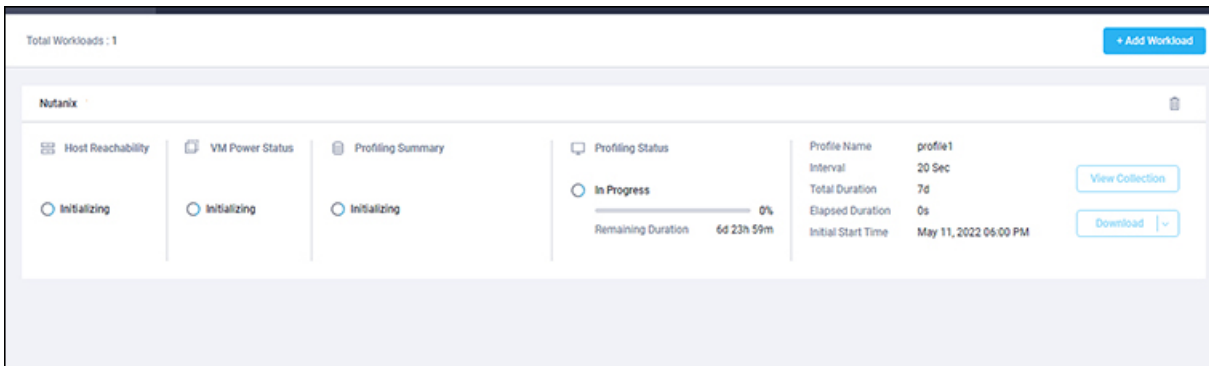 Total Workloads : 1
+ Add Workload
Nutanix
Host Reachability
Initializing
VM Power Status
Initializing
Profiling Summary
Initializing
Profiling Status
In Progress
0%
Remaining Duration 6d 23h 59m
Profile Name profile1
Interval 20 Sec
Total Duration 7d
Elapsed Duration 0s
Initial Start Time May 11, 2022 06:00 PM
View Collection
Download